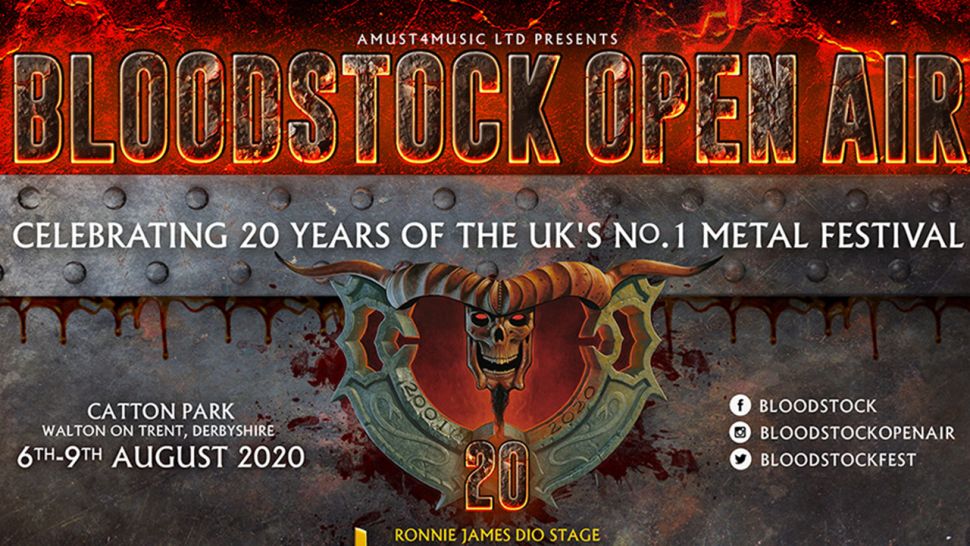 AMUST4MUSIC LTD PRESENTS
BLOODSTOCK OPEN AIR
CELEBRATING 20 YEARS OF THE UK'S NO.1 METAL FESTIVAL
CATTON PARK
WALTON ON TRENT, DERBYSHIRE
6TH-9TH AUGUST 2020
2020
20
BLOODSTOCK
BLOODSTOCKOPENAIR
BLOODSTOCKFEST
RONNIE JAMES DIO STAGE